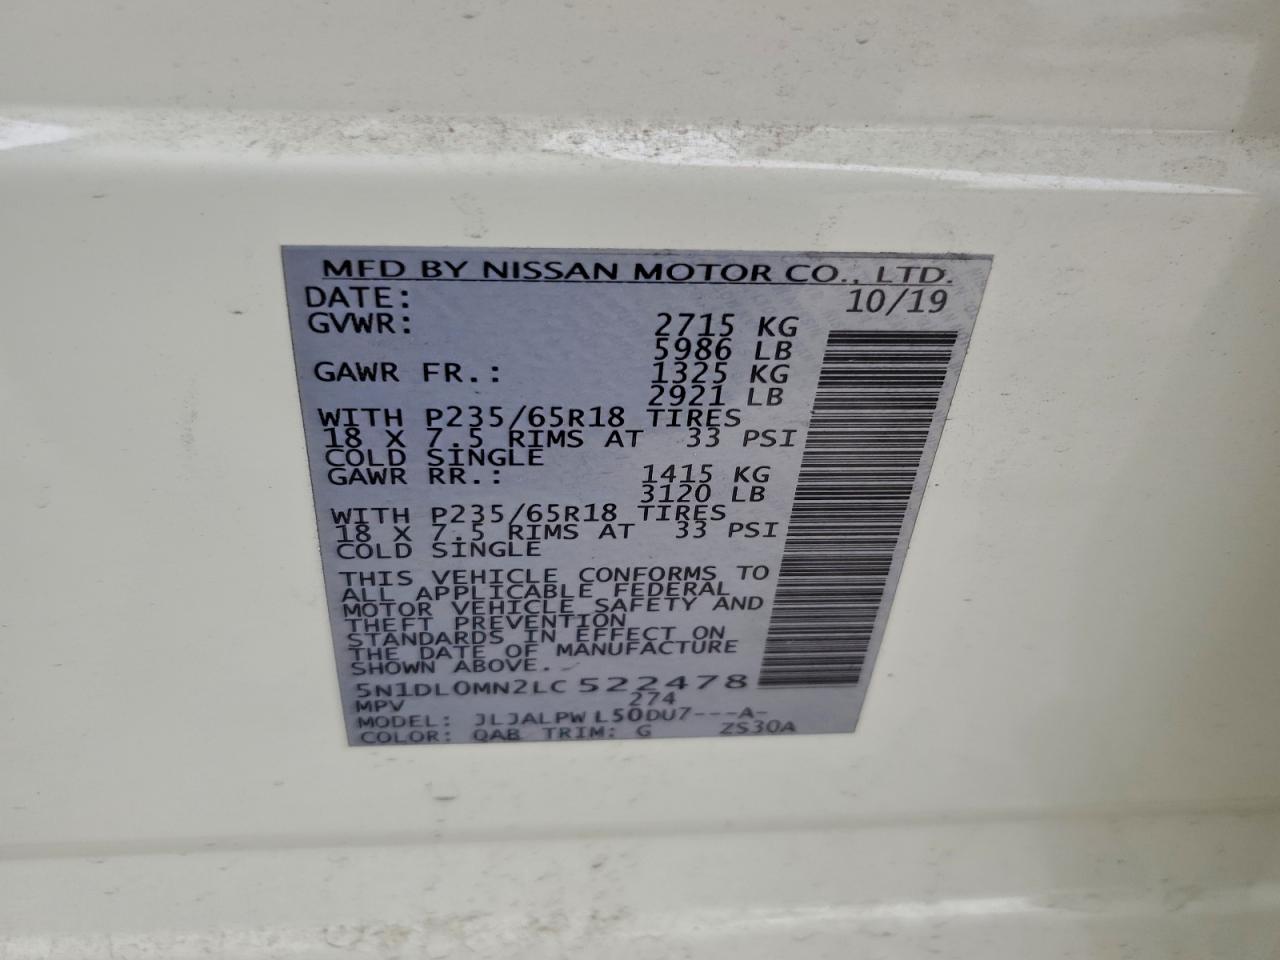 MFD BY NISSAN MOTOR CO., LTD.
DATE: 10/19
GVWR: 2715 KG
5986 LB
GAWR FR.: 1325 KG
2921 LB
WITH P235/65R18 TIRES
18 X 7.5 RIMS AT 33 PSI
COLD SINGLE
GAWR RR.: 1415 KG
3120 LB
WITH P235/65R18 TIRES
18 X 7.5 RIMS AT 33 PSI
COLD SINGLE
THIS VEHICLE CONFORMS TO
ALL APPLICABLE FEDERAL
MOTOR VEHICLE SAFETY AND
THEFT PREVENTION
STANDARDS IN EFFECT ON
THE DATE OF MANUFACTURE
SHOWN ABOVE.
5N1DL0MN2LC522478
MPV 274
MODEL: JLJALPWL50DU7---A-
COLOR: QAB TRIM: G ZS30A